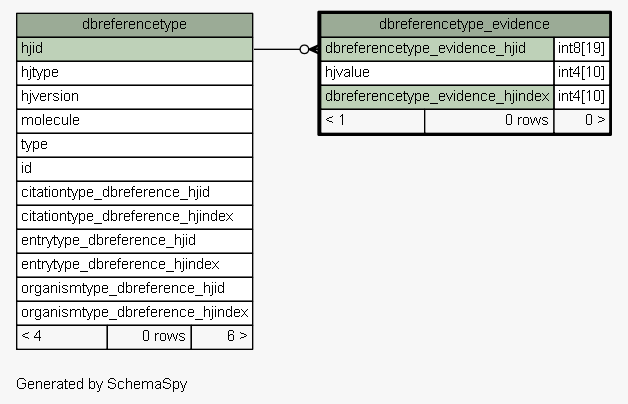 dbreferencetype
hjid
hjtype
hjversion
molecule
type
id
citationtype_dbreference_hjid
citationtype_dbreference_hjindex
entrytype_dbreference_hjid
entrytype_dbreference_hjindex
organismtype_dbreference_hjid
organismtype_dbreference_hjindex
< 4 0 rows 6 >
dbreferencetype_evidence
dbreferencetype_evidence_hjid int8[19]
hjvalue int4[10]
dbreferencetype_evidence_hjindex int4[10]
< 1 0 rows 0 >
Generated by SchemaSpy